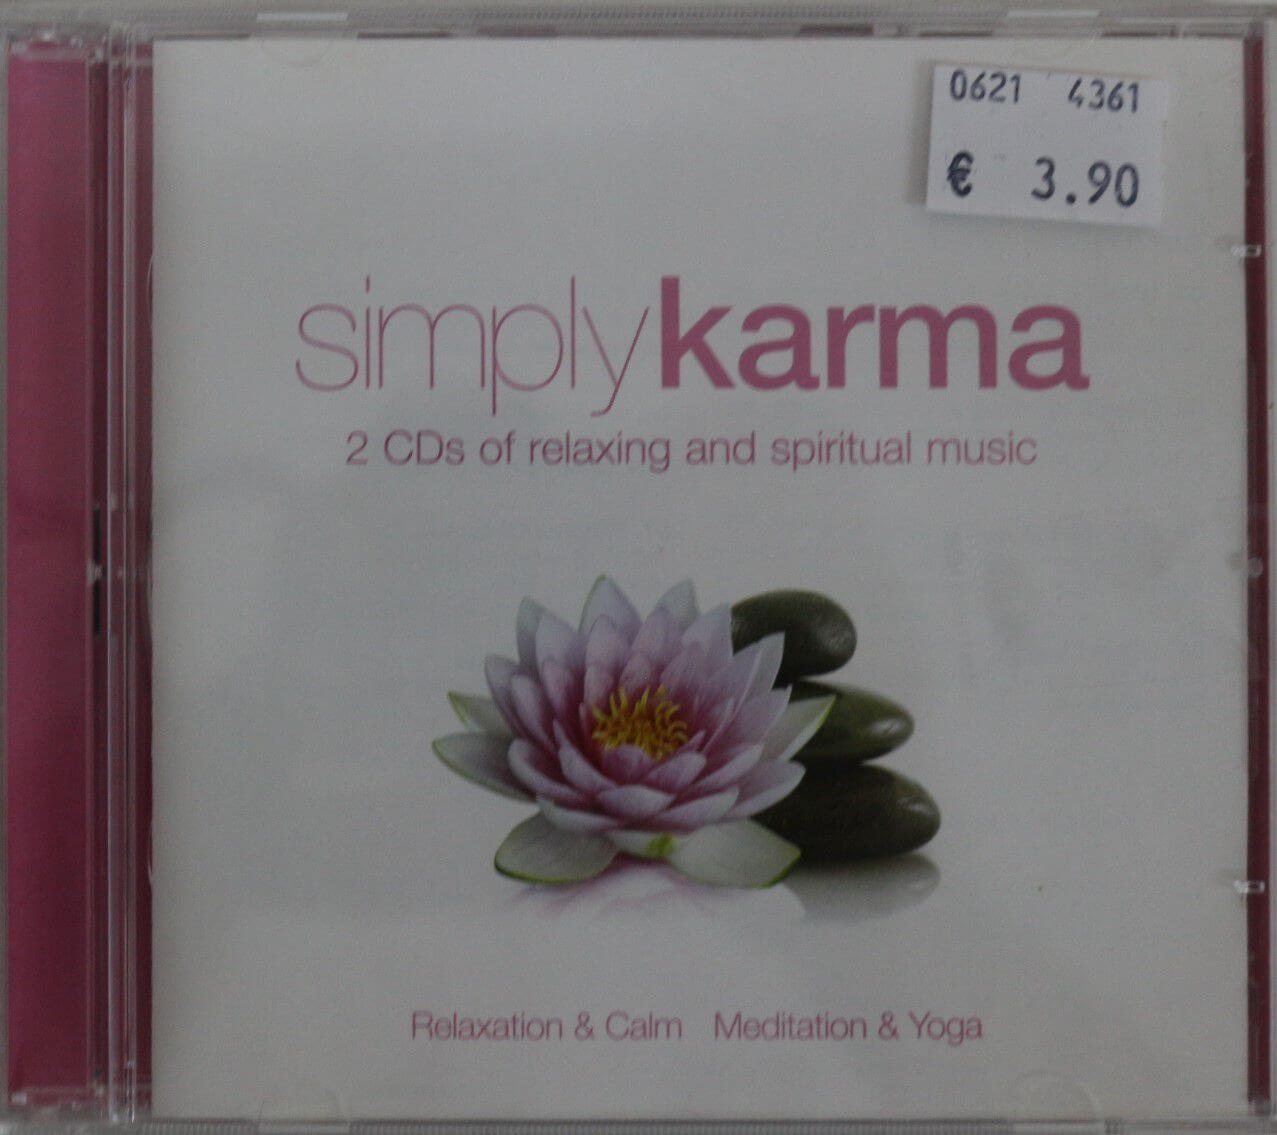 0621 4361
€ 3.90
simplykarma
2 CDs of relaxing and spiritual music
Relaxation & Calm Meditation & Yoga